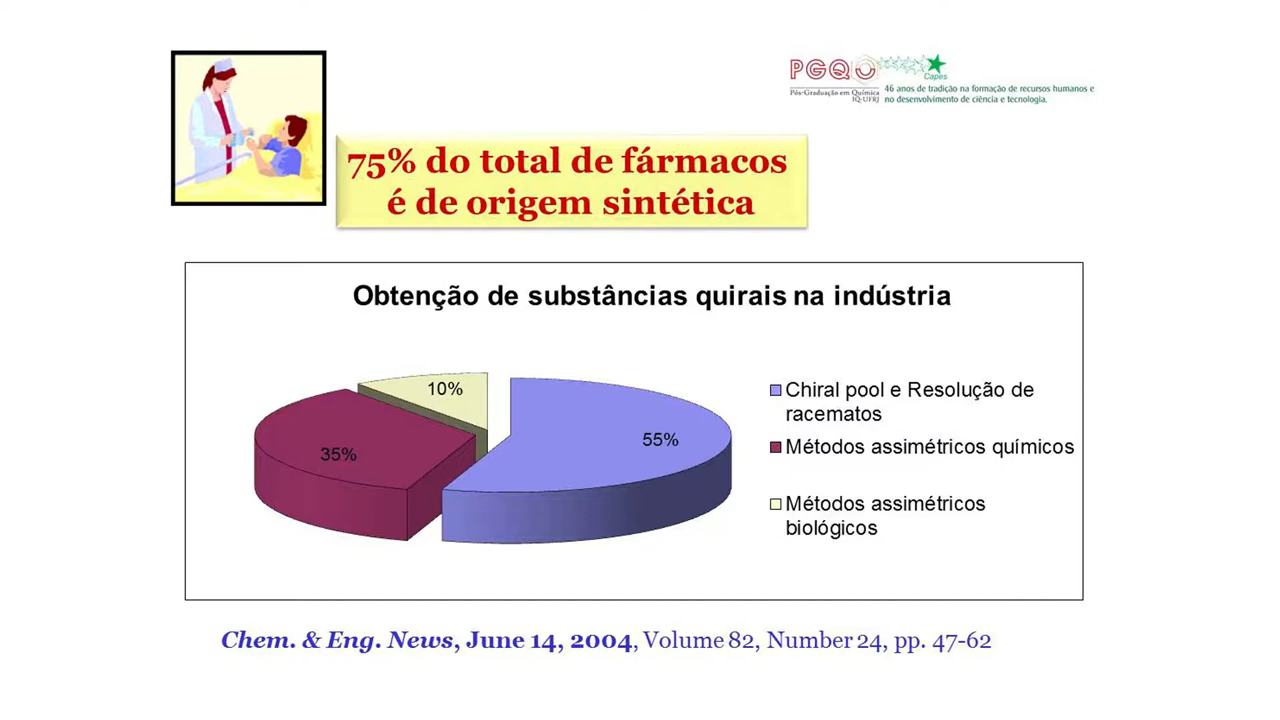 PGQU
Capes
Pós-Graduação em Química
IQ-UFRJ
46 anos de tradição na formação de recursos humanos e
no desenvolvimento de ciência e tecnologia.
75% do total de fármacos
é de origem sintética
Obtenção de substâncias quirais na indústria
10%
55%
35%
Chiral pool e Resolução de
racematos
Métodos assimétricos químicos
Métodos assimétricos
biológicos
Chem. & Eng. News, June 14, 2004, Volume 82, Number 24, pp. 47-62